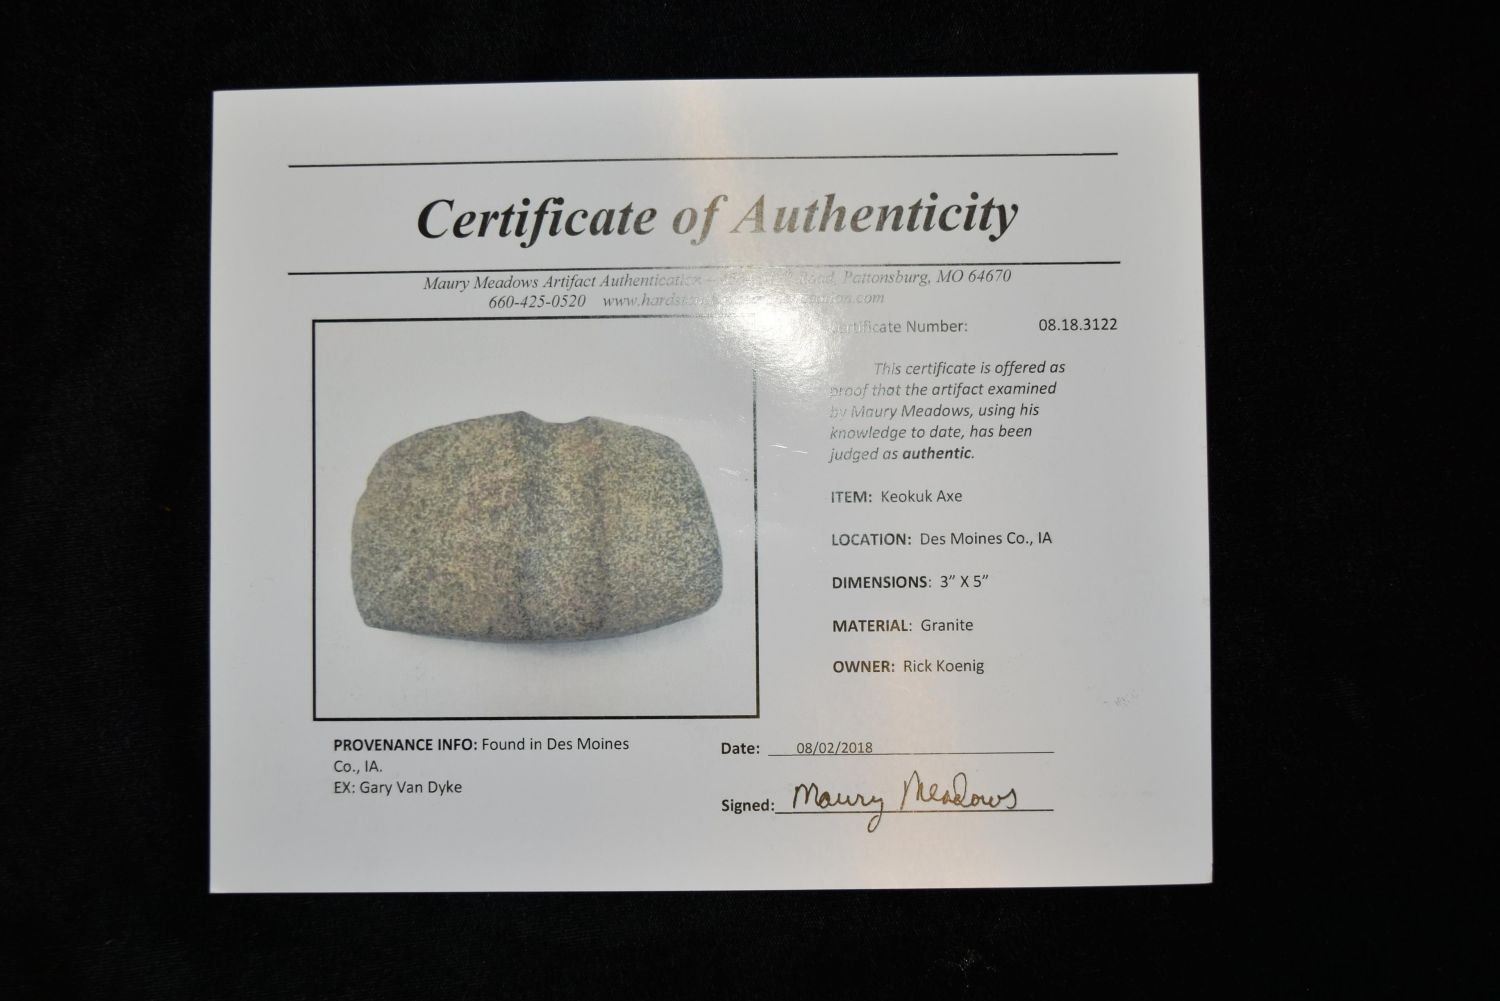 Certificate of Authenticity
Maury Meadows Artifact Authentication Road, Pattonsburg, MO 64670
660-425-0520
Certificate Number: 08.18.3122
This certificate is offered as
proof that the artifact examined
by Maury Meadows, using his
knowledge to date, has been
judged as authentic.
ITEM: Keokuk Axe
LOCATION: Des Moines Co., IA
DIMENSIONS: 3” X 5”
MATERIAL: Granite
OWNER: Rick Koenig
PROVENANCE INFO: Found in Des Moines
Co., IA.
EX: Gary Van Dyke
Date: 08/02/2018
Signed: Maury Meadows